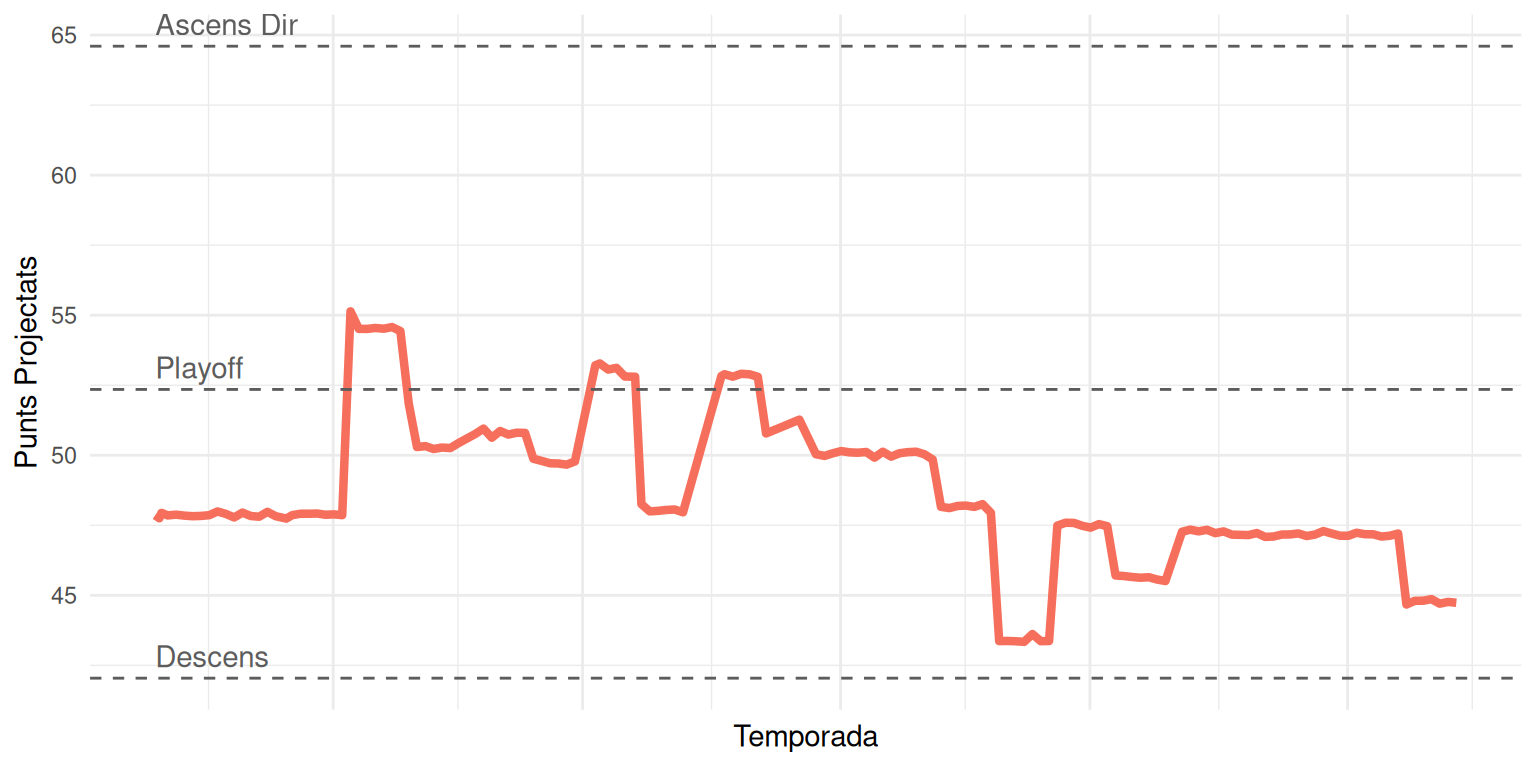 Ascens Dir
65
60
55
Playoff
50
45
Descens
Punts Projectats
Temporada